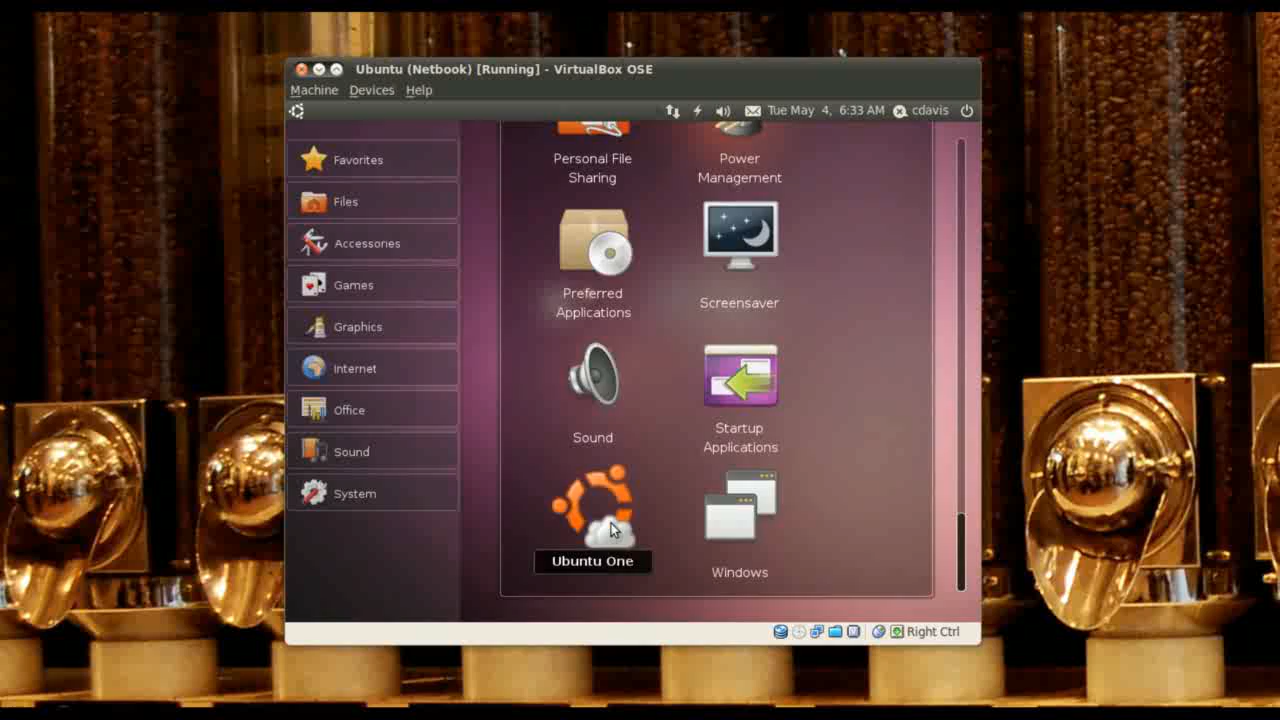 Ubuntu (Netbook) [Running] - VirtualBox OSE
Machine Devices Help
Tue May 4, 6:33 AM cdavis
Favorites
Files
Accessories
Games
Graphics
Internet
Office
Sound
System
Personal File
Sharing
Power
Management
Preferred
Applications
Screensaver
Sound
Startup
Applications
Ubuntu One
Windows
Right Ctrl